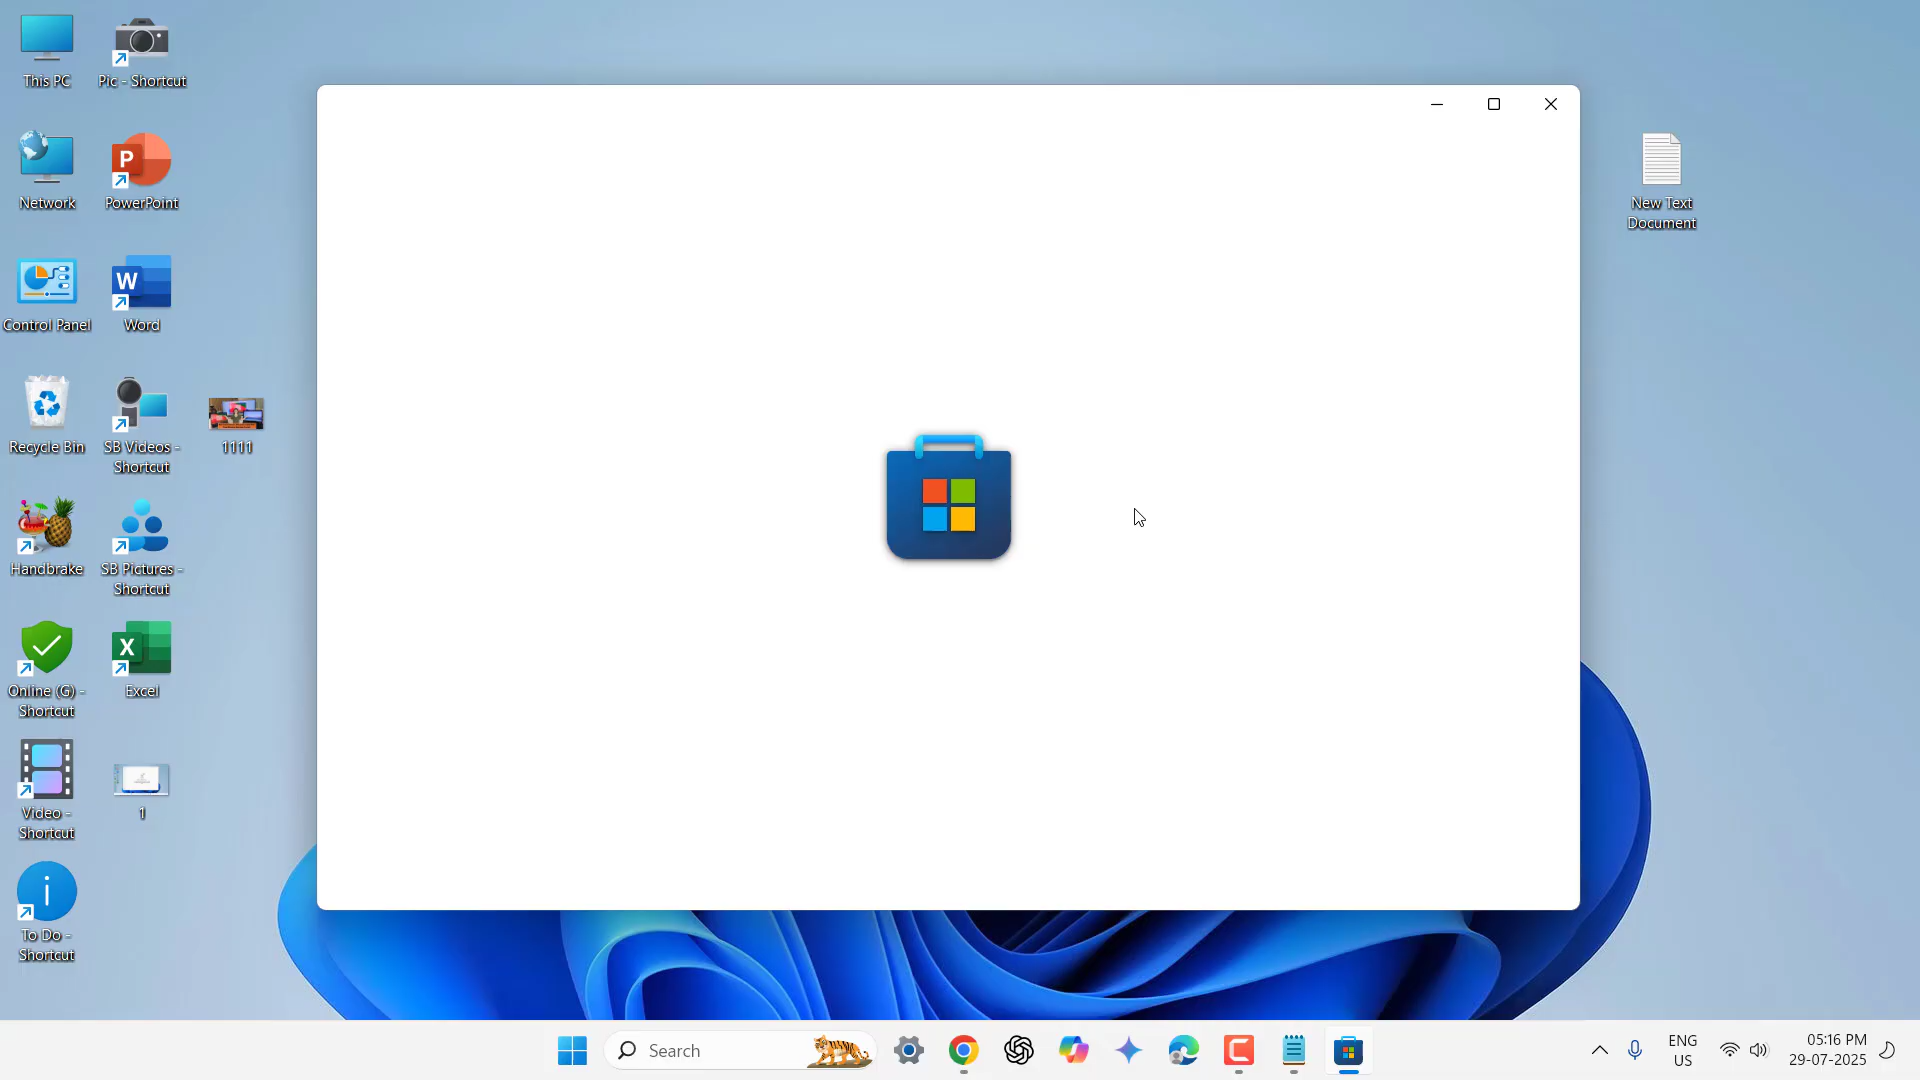 This PC
Pic - Shortcut
Network
PowerPoint
Control Panel
Word
Recycle Bin
SB Videos -
Shortcut
1111
Handbrake
SB Pictures -
Shortcut
Online (G) -
Shortcut
Excel
Video -
Shortcut
1
To Do -
Shortcut
New Text
Document
Search
ENG
US
05:16 PM
29-07-2025